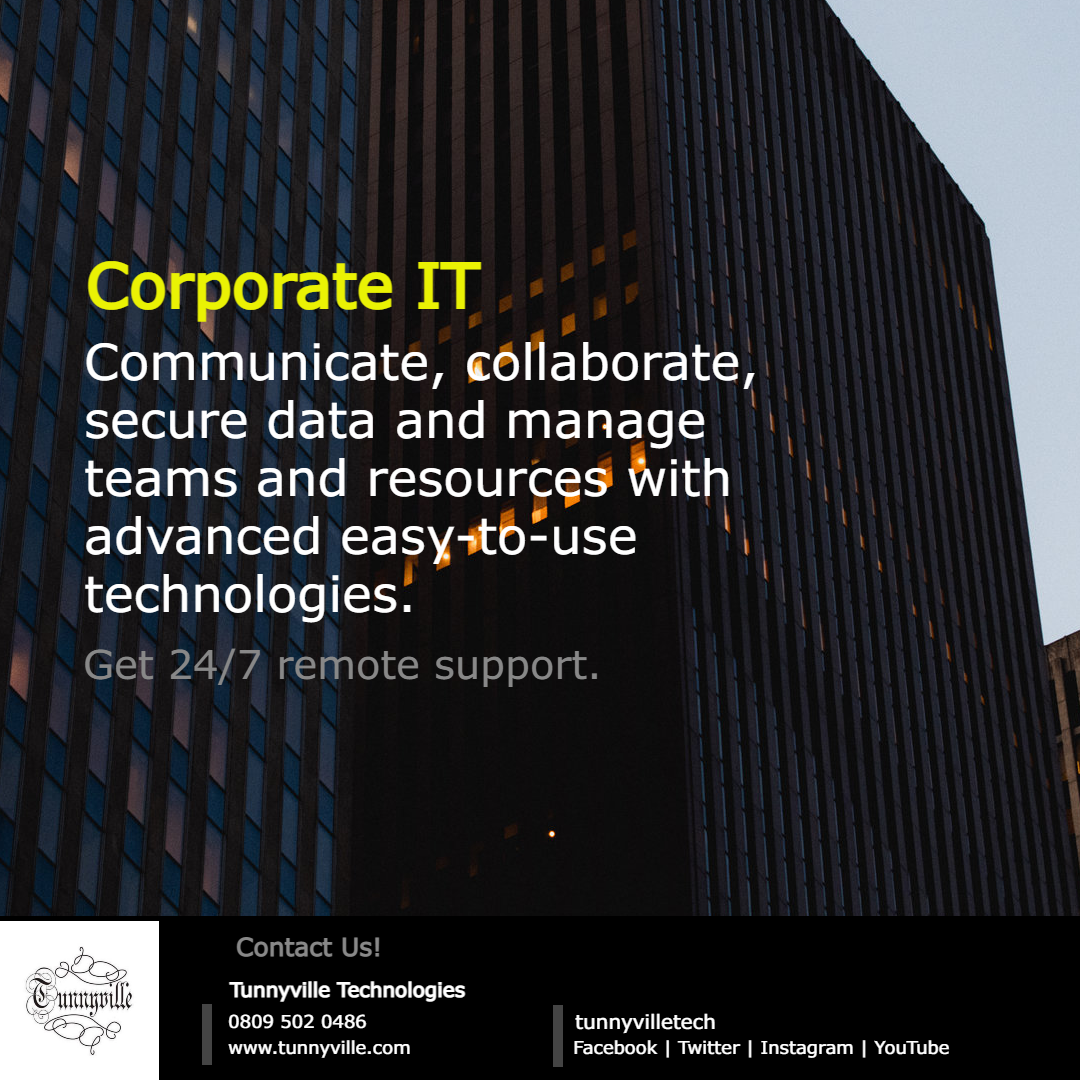 Corporate IT
Communicate, collaborate,
secure data and manage
teams and resources with
advanced easy-to-use
technologies.
Get 24/7 remote support.
Contact Us!
Tunnyville
Tunnyville Technologies
0809 502 0486
www.tunnyville.com
tunnyvilletech
Facebook | Twitter | Instagram | YouTube